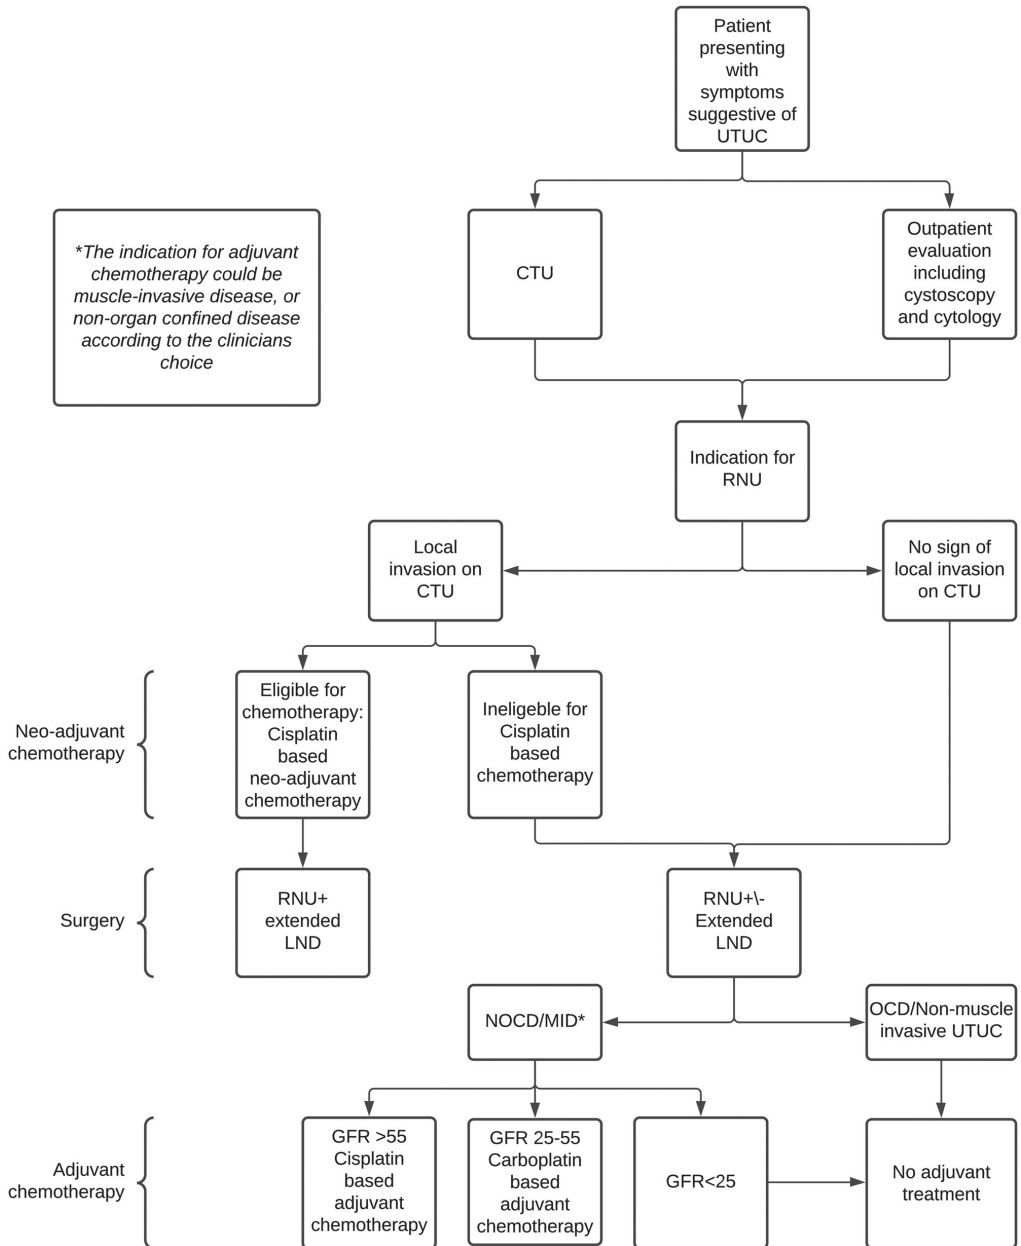 Patient
presenting
with
symptoms
suggestive of
UTUC
*The indication for adjuvant
chemotherapy could be
muscle-invasive disease, or
non-organ confined disease
according to the clinicians
choice
CTU
Outpatient
evaluation
including
cystoscopy
and cytology
Indication for
RNU
Local
invasion on
CTU
No sign of
local invasion
on CTU
Neo-adjuvant
chemotherapy
Eligible for
chemotherapy:
Cisplatin
based
neo-adjuvant
chemotherapy
Ineligeble for
Cisplatin
based
chemotherapy
Surgery
RNU+
extended
LND
RNU+\-
Extended
LND
NOCD/MID*
OCD/Non-muscle
invasive UTUC
Adjuvant
chemotherapy
GFR >55
Cisplatin
based
adjuvant
chemotherapy
GFR 25-55
Carboplatin
based
adjuvant
chemotherapy
GFR<25
No adjuvant
treatment